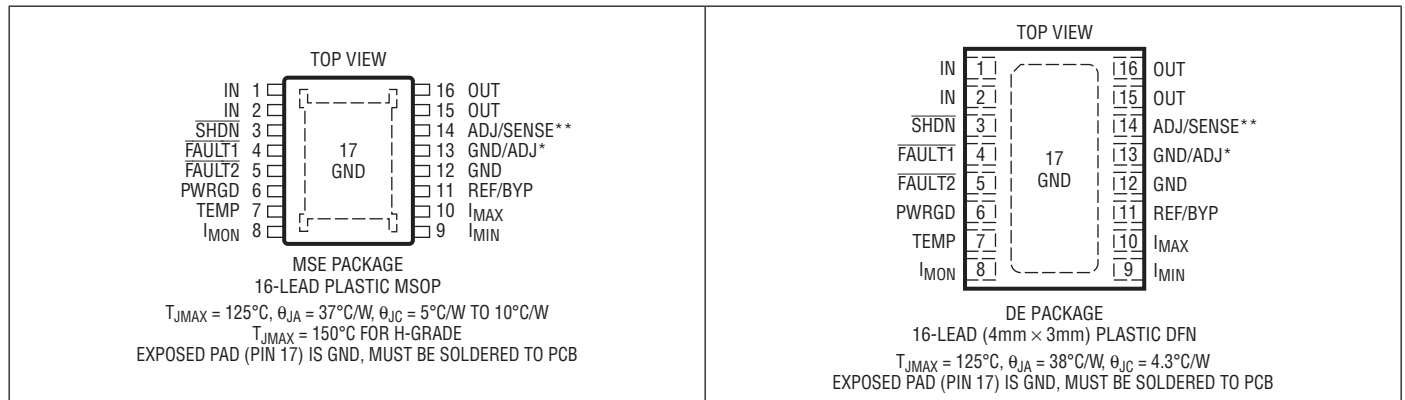 TOP VIEW
IN 1
IN 2
SHDN 3
FAULT1 4
FAULT2 5
PWRGD 6
TEMP 7
IMON 8
17
GND
16 OUT
15 OUT
14 ADJ/SENSE**
13 GND/ADJ*
12 GND
11 REF/BYP
10 IMAX
9 IMIN
MSE PACKAGE
16-LEAD PLASTIC MSOP
TJMAX = 125°C, θJA = 37°C/W, θJC = 5°C/W TO 10°C/W
TJMAX = 150°C FOR H-GRADE
EXPOSED PAD (PIN 17) IS GND, MUST BE SOLDERED TO PCB
TOP VIEW
IN 1
IN 2
SHDN 3
FAULT1 4
FAULT2 5
PWRGD 6
TEMP 7
IMON 8
17
GND
16 OUT
15 OUT
14 ADJ/SENSE**
13 GND/ADJ*
12 GND
11 REF/BYP
10 IMAX
9 IMIN
DE PACKAGE
16-LEAD (4mm × 3mm) PLASTIC DFN
TJMAX = 125°C, θJA = 38°C/W, θJC = 4.3°C/W
EXPOSED PAD (PIN 17) IS GND, MUST BE SOLDERED TO PCB